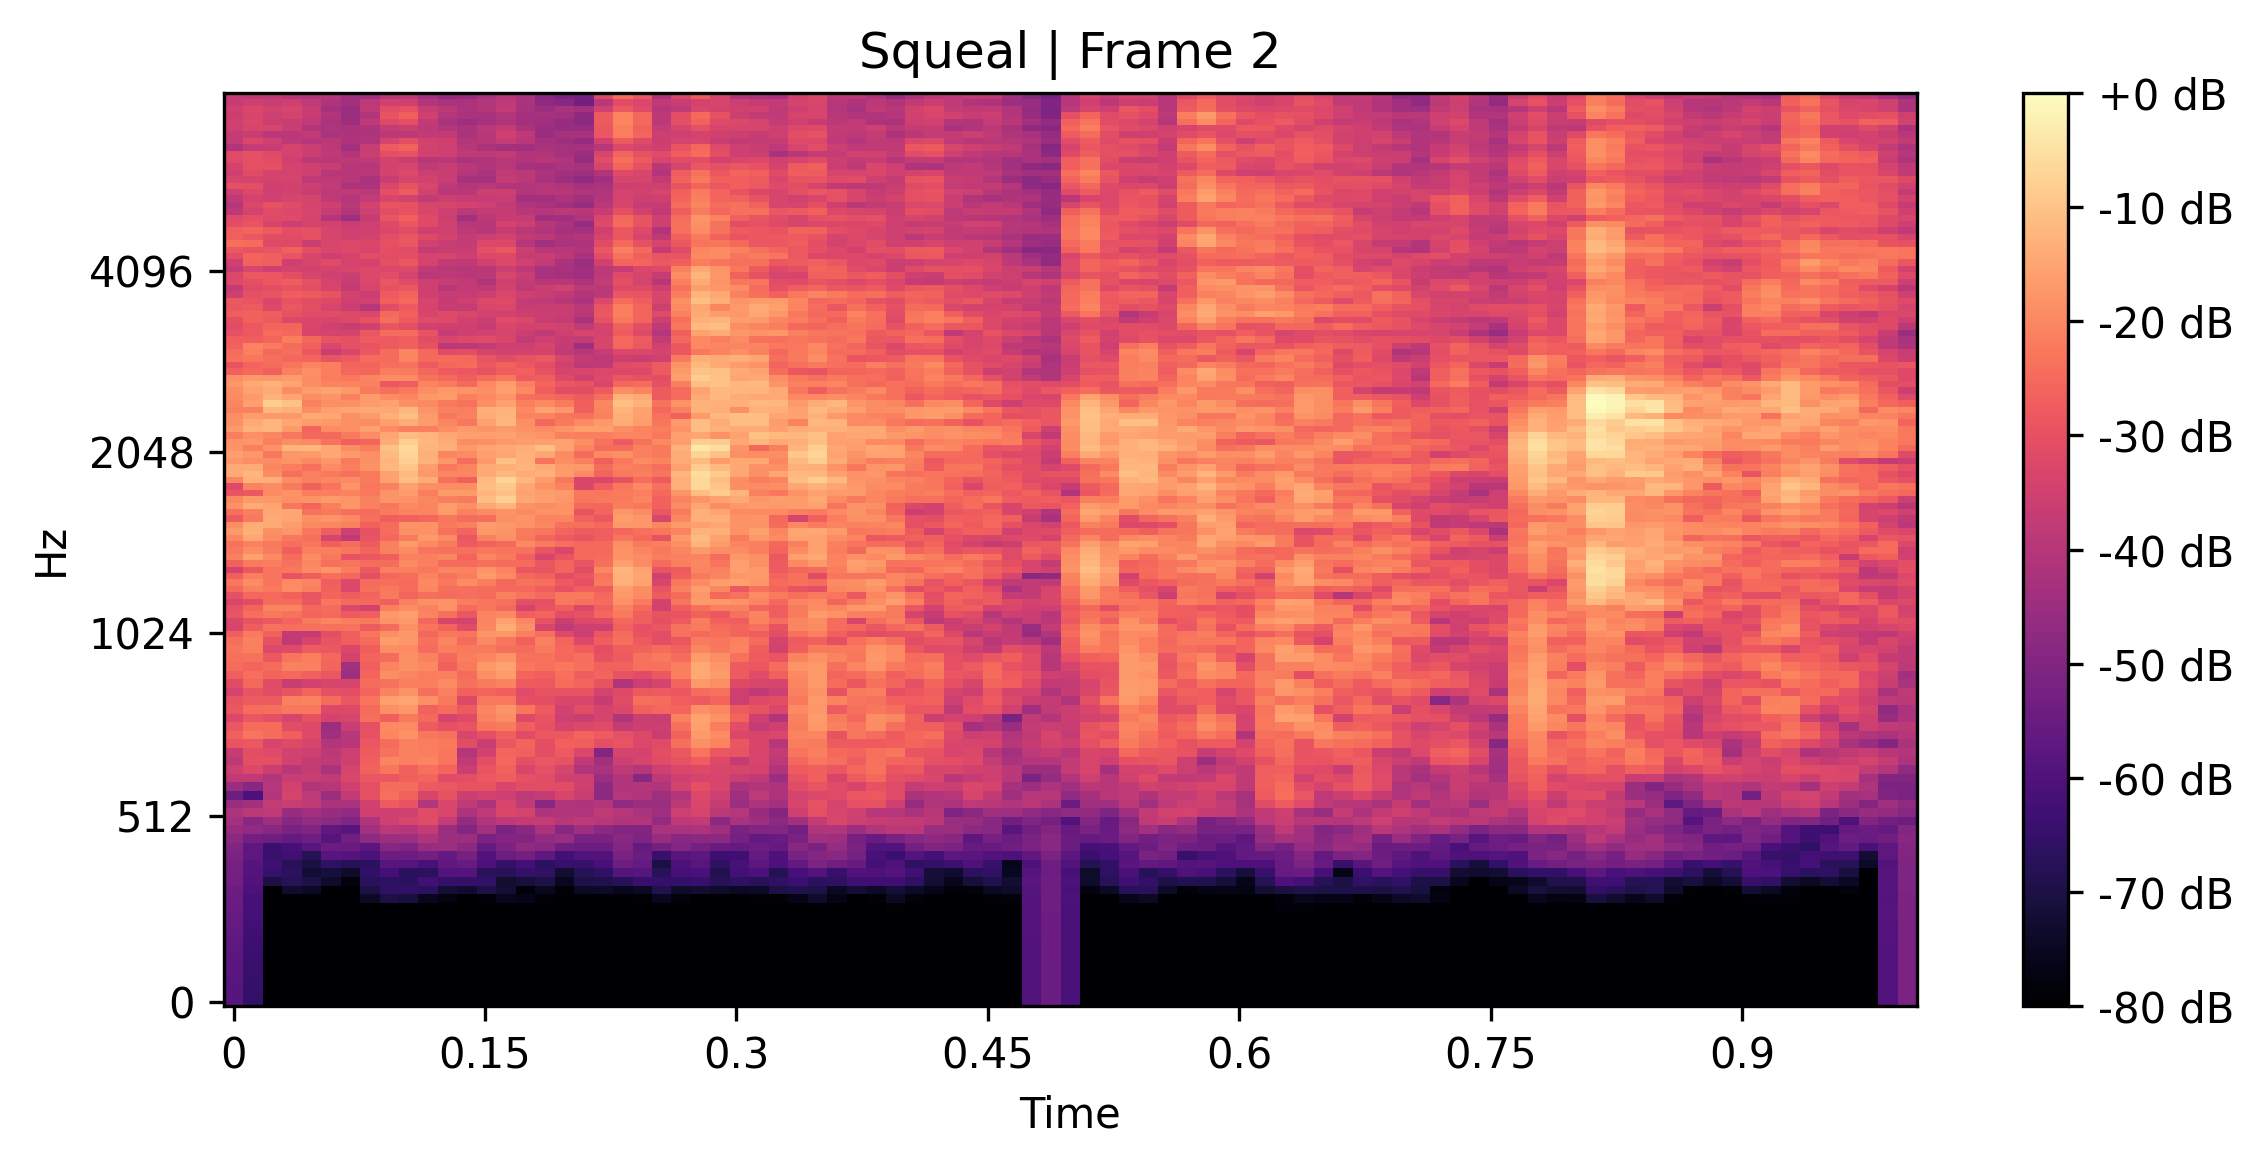 Squeal | Frame 2
+0 dB
-10 dB
-20 dB
-30 dB
-40 dB
-50 dB
-60 dB
-70 dB
-80 dB
4096
2048
1024
512
0
Hz
0 0.15 0.3 0.45 0.6 0.75 0.9
Time